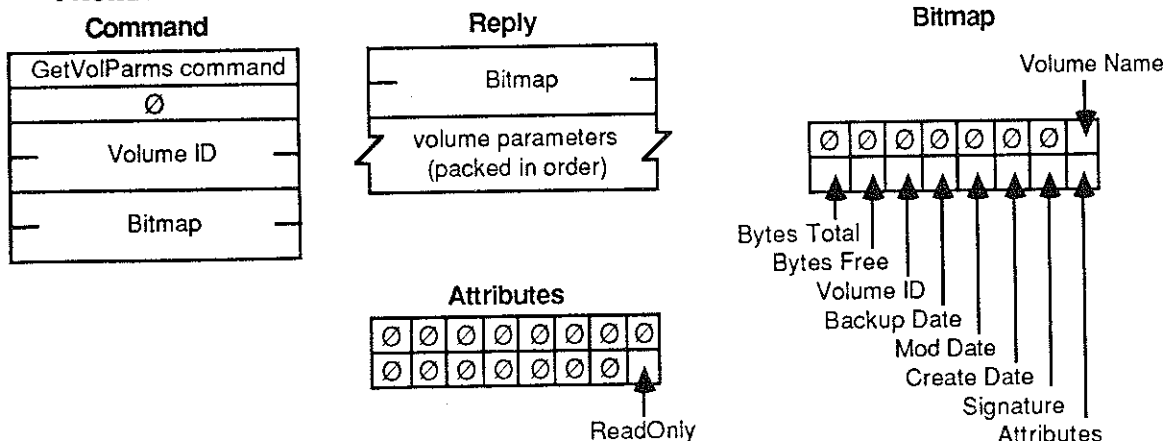 Command
GetVolParms command
Ø
Volume ID
Bitmap
Reply
Bitmap
volume parameters
(packed in order)
Attributes
Ø Ø Ø Ø Ø Ø Ø Ø
Ø Ø Ø Ø Ø Ø Ø
ReadOnly
Bitmap
Volume Name
Ø Ø Ø Ø Ø Ø Ø
Bytes Total
Bytes Free
Volume ID
Backup Date
Mod Date
Create Date
Signature
Attributes